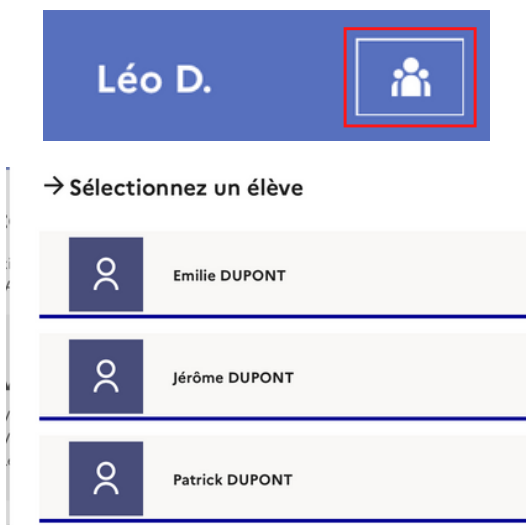 Léo D.
→ Sélectionnez un élève
Emilie DUPONT
Jérôme DUPONT
Patrick DUPONT